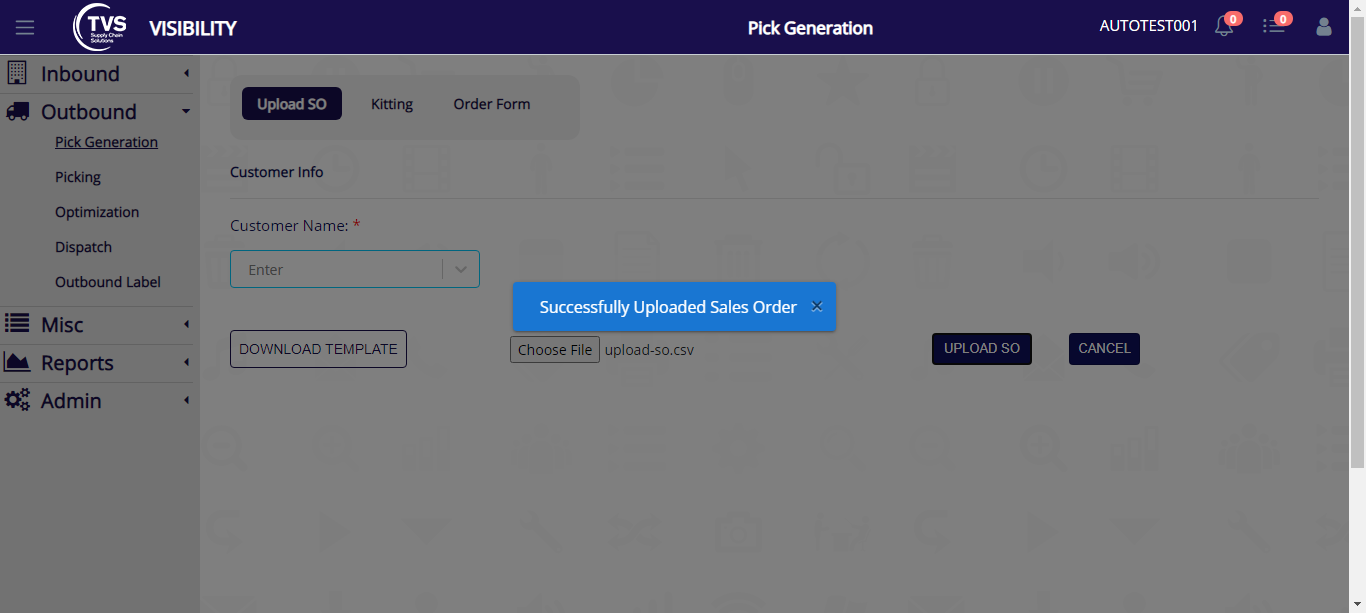 TVS
Supply Chain
Solutions
VISIBILITY
Pick Generation
AUTOTEST001
0
0
Inbound
Outbound
Pick Generation
Picking
Optimization
Dispatch
Outbound Label
Misc
Reports
Admin
Upload SO
Kitting
Order Form
Customer Info
Customer Name: *
Enter
Successfully Uploaded Sales Order ×
DOWNLOAD TEMPLATE
Choose File upload-so.csv
UPLOAD SO
CANCEL